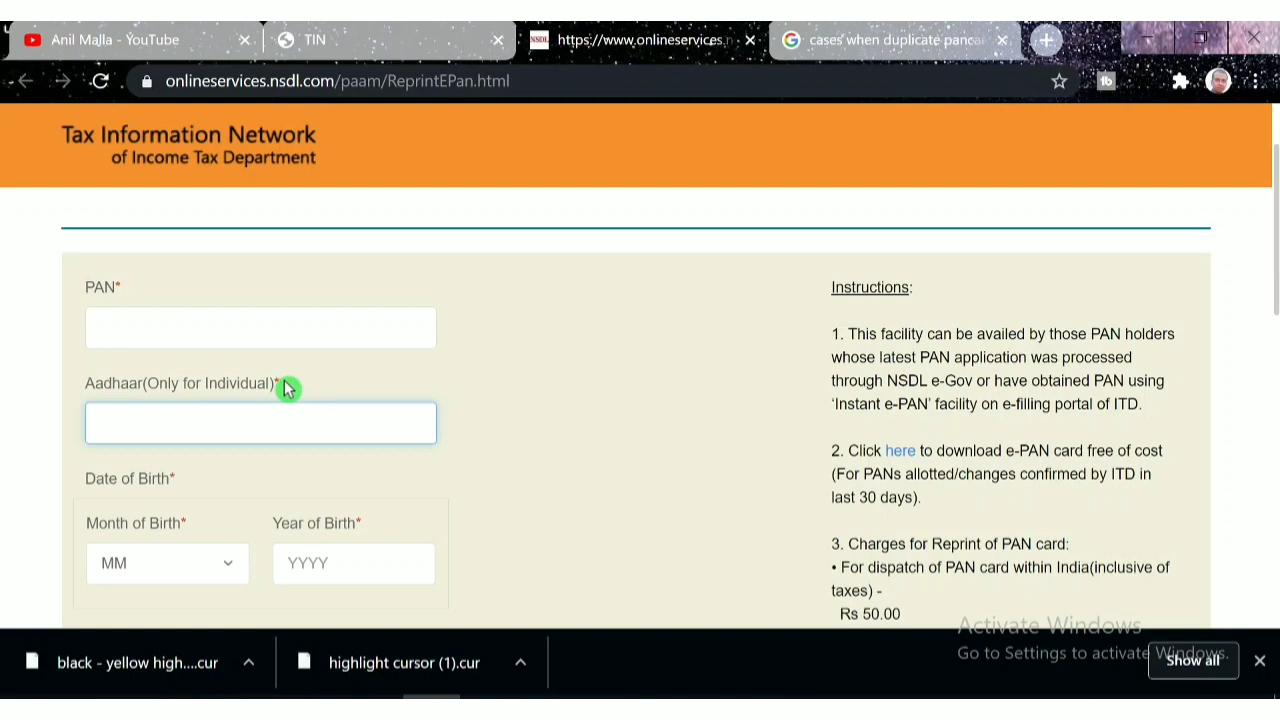 Anil Malla - YouTube
TIN
NSDL
https://www.onlineservices.n
cases when duplicate panca
onlineservices.nsdl.com/paam/ReprintEPan.html
Tax Information Network
of Income Tax Department
PAN*
Aadhaar(Only for Individual)*
Date of Birth*
Month of Birth*
Year of Birth*
MM
YYYY
Instructions:
1. This facility can be availed by those PAN holders
whose latest PAN application was processed
through NSDL e-Gov or have obtained PAN using
‘Instant e-PAN’ facility on e-filling portal of ITD.
2. Click here to download e-PAN card free of cost
(For PANs allotted/changes confirmed by ITD in
last 30 days).
3. Charges for Reprint of PAN card:
• For dispatch of PAN card within India(inclusive of
taxes) -
Rs 50.00
Activate Windows
Go to Settings to activate Windows.
black - yellow high....cur
highlight cursor (1).cur
Show all